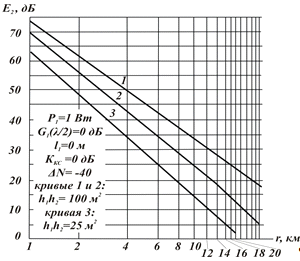 E₂, дБ
70
60
50
40
30
20
10
0
1
2
3
P₁=1 Вт
G₁(λ/2)=0 дБ
l₁=0 м
Kкс =0 дБ
ΔN= -40
кривые 1 и 2:
h₁h₂= 100 м²
кривая 3:
h₁h₂=25 м²
1 2 4 6 8 10 12 14 16 18 20
r, км